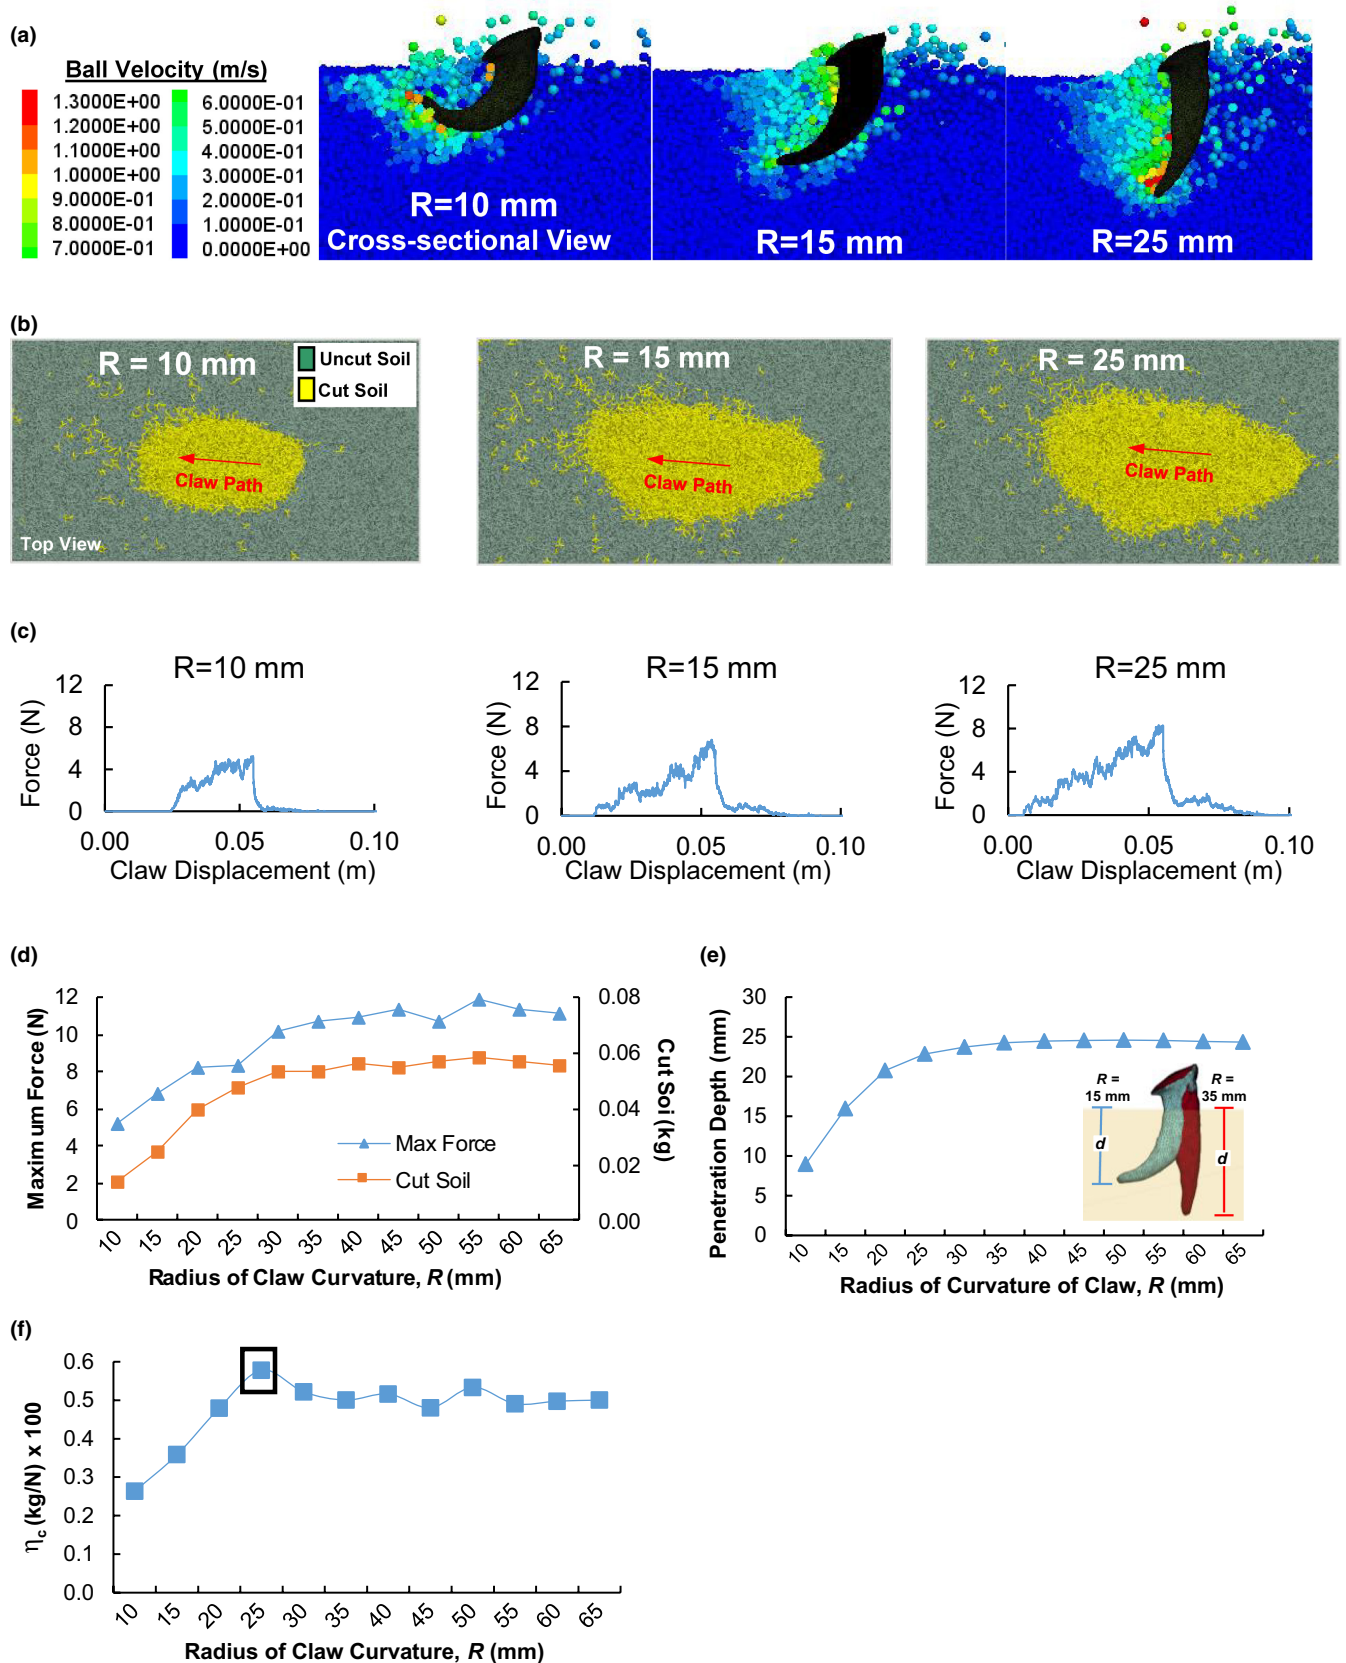 (a)
Ball Velocity (m/s)
1.3000E+00
1.2000E+00
1.1000E+00
1.0000E+00
9.0000E-01
8.0000E-01
7.0000E-01
6.0000E-01
5.0000E-01
4.0000E-01
3.0000E-01
2.0000E-01
1.0000E-01
0.0000E+00
R=10 mm
Cross-sectional View
R=15 mm
R=25 mm
(b)
R = 10 mm
Uncut Soil
Cut Soil
Claw Path
Top View
R = 15 mm
Claw Path
R = 25 mm
Claw Path
(c)
R=10 mm
Force (N)
12
8
4
0
0.00 0.05 0.10
Claw Displacement (m)
R=15 mm
Force (N)
12
8
4
0
0.00 0.05 0.10
Claw Displacement (m)
R=25 mm
Force (N)
12
8
4
0
0.00 0.05 0.10
Claw Displacement (m)
(d)
Maximum Force (N)
12
10
8
6
4
2
0
0.08
0.06
0.04
0.02
0.00
Cut Soi(kg)
Max Force
Cut Soil
10 15 20 25 30 35 40 45 50 55 60 65
Radius of Claw Curvature, R (mm)
(e)
Penetration Depth (mm)
30
25
20
15
10
5
0
R =
15 mm
R =
35 mm
d
d
10 15 20 25 30 35 40 45 50 55 60 65
Radius of Curvature of Claw, R (mm)
(f)
ηc (kg/N) x 100
0.6
0.5
0.4
0.3
0.2
0.1
0.0
10 15 20 25 30 35 40 45 50 55 60 65
Radius of Claw Curvature, R (mm)